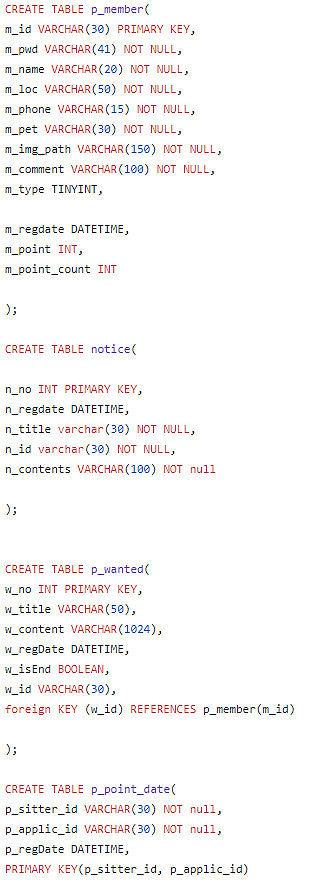 CREATE TABLE p_member(
m_id VARCHAR(30) PRIMARY KEY,
m_pwd VARCHAR(41) NOT NULL,
m_name VARCHAR(20) NOT NULL,
m_loc VARCHAR(50) NOT NULL,
m_phone VARCHAR(15) NOT NULL,
m_pet VARCHAR(30) NOT NULL,
m_img_path VARCHAR(150) NOT NULL,
m_comment VARCHAR(100) NOT NULL,
m_type TINYINT,
m_regdate DATETIME,
m_point INT,
m_point_count INT
);
CREATE TABLE notice(
n_no INT PRIMARY KEY,
n_regdate DATETIME,
n_title varchar(30) NOT NULL,
n_id varchar(30) NOT NULL,
n_contents VARCHAR(100) NOT null
);
CREATE TABLE p_wanted(
w_no INT PRIMARY KEY,
w_title VARCHAR(50),
w_content VARCHAR(1024),
w_regDate DATETIME,
w_isEnd BOOLEAN,
w_id VARCHAR(30),
foreign KEY (w_id) REFERENCES p_member(m_id)
);
CREATE TABLE p_point_date(
p_sitter_id VARCHAR(30) NOT null,
p_applic_id VARCHAR(30) NOT null,
p_regDate DATETIME,
PRIMARY KEY(p_sitter_id, p_applic_id)